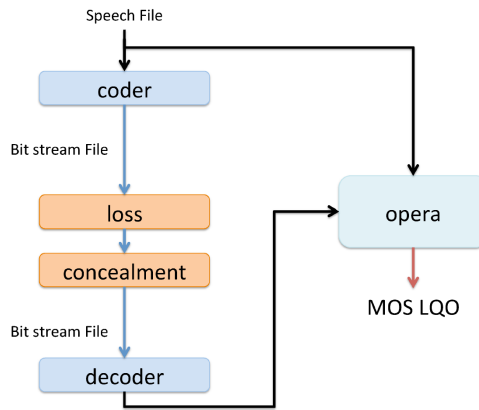 Speech File
coder
Bit stream File
loss
opera
concealment
MOS LQO
Bit stream File
decoder